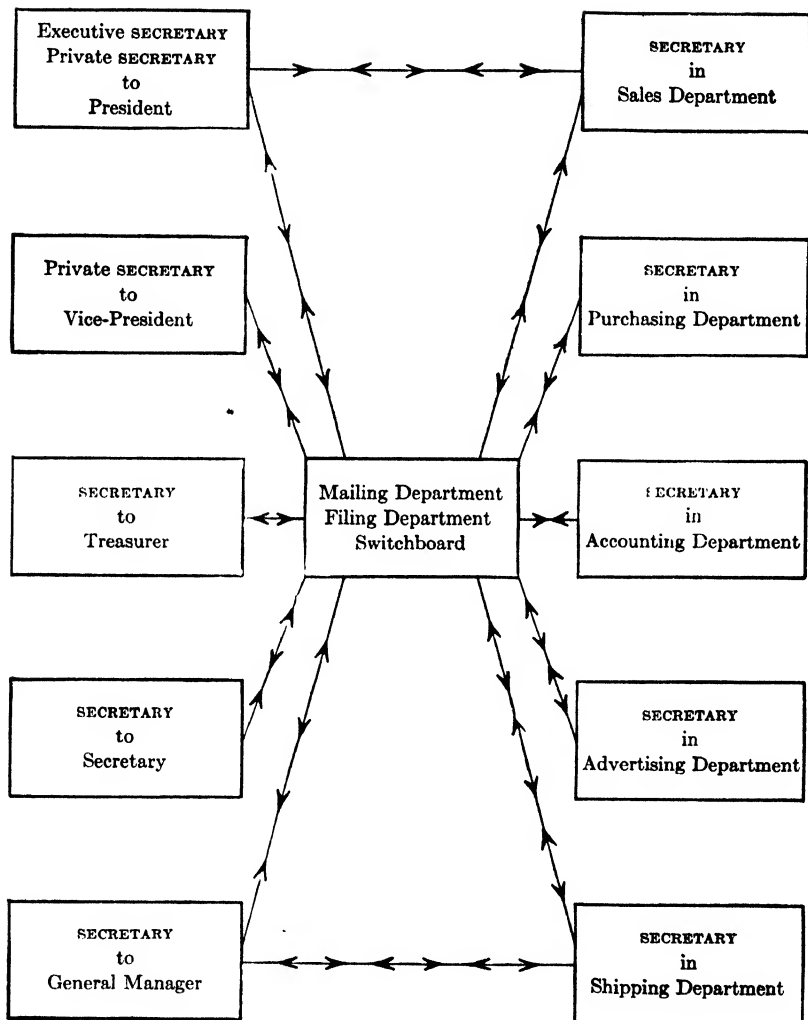 Executive SECRETARY
Private SECRETARY
to
President
SECRETARY
in
Sales Department
Private SECRETARY
to
Vice-President
SECRETARY
in
Purchasing Department
SECRETARY
to
Treasurer
Mailing Department
Filing Department
Switchboard
SECRETARY
in
Accounting Department
SECRETARY
to
Secretary
SECRETARY
in
Advertising Department
SECRETARY
to
General Manager
SECRETARY
in
Shipping Department